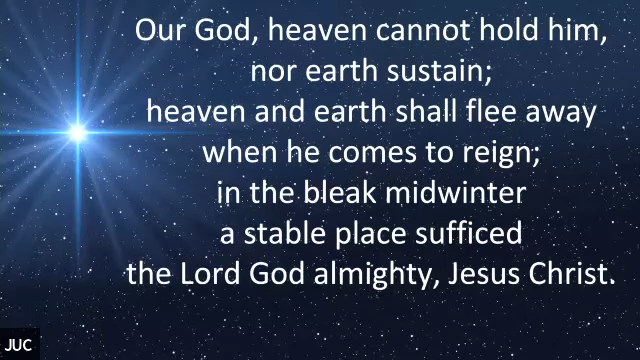 Our God, heaven cannot hold him,
nor earth sustain;
heaven and earth shall flee away
when he comes to reign;
in the bleak midwinter
a stable place sufficed
the Lord God almighty, Jesus Christ.
JUC